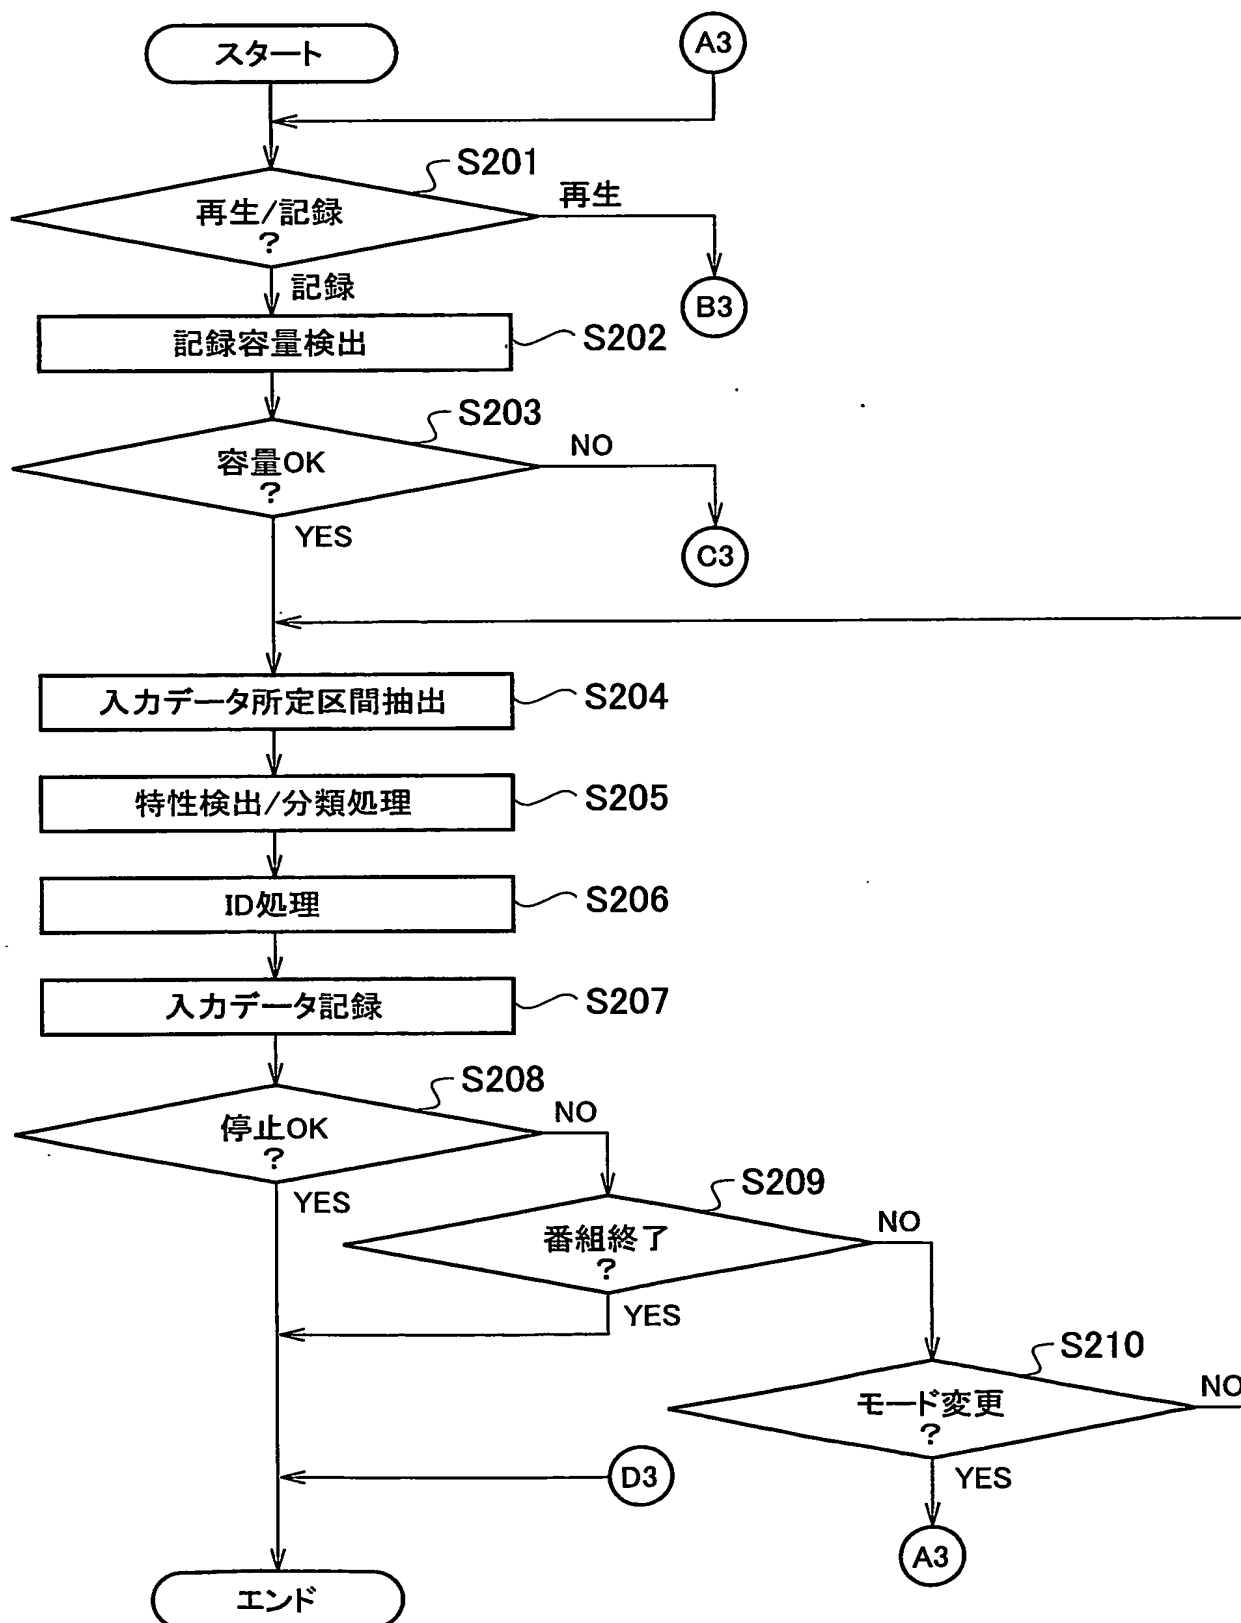 スタート
A3
S201
再生/記録
?
再生
B3
記録
記録容量検出
S202
S203
容量OK
?
NO
C3
YES
入力データ所定区間抽出
S204
特性検出/分類処理
S205
ID処理
S206
入力データ記録
S207
S208
停止OK
?
NO
YES
S209
番組終了
?
NO
YES
S210
モード変更
?
NO
YES
D3
A3
エンド